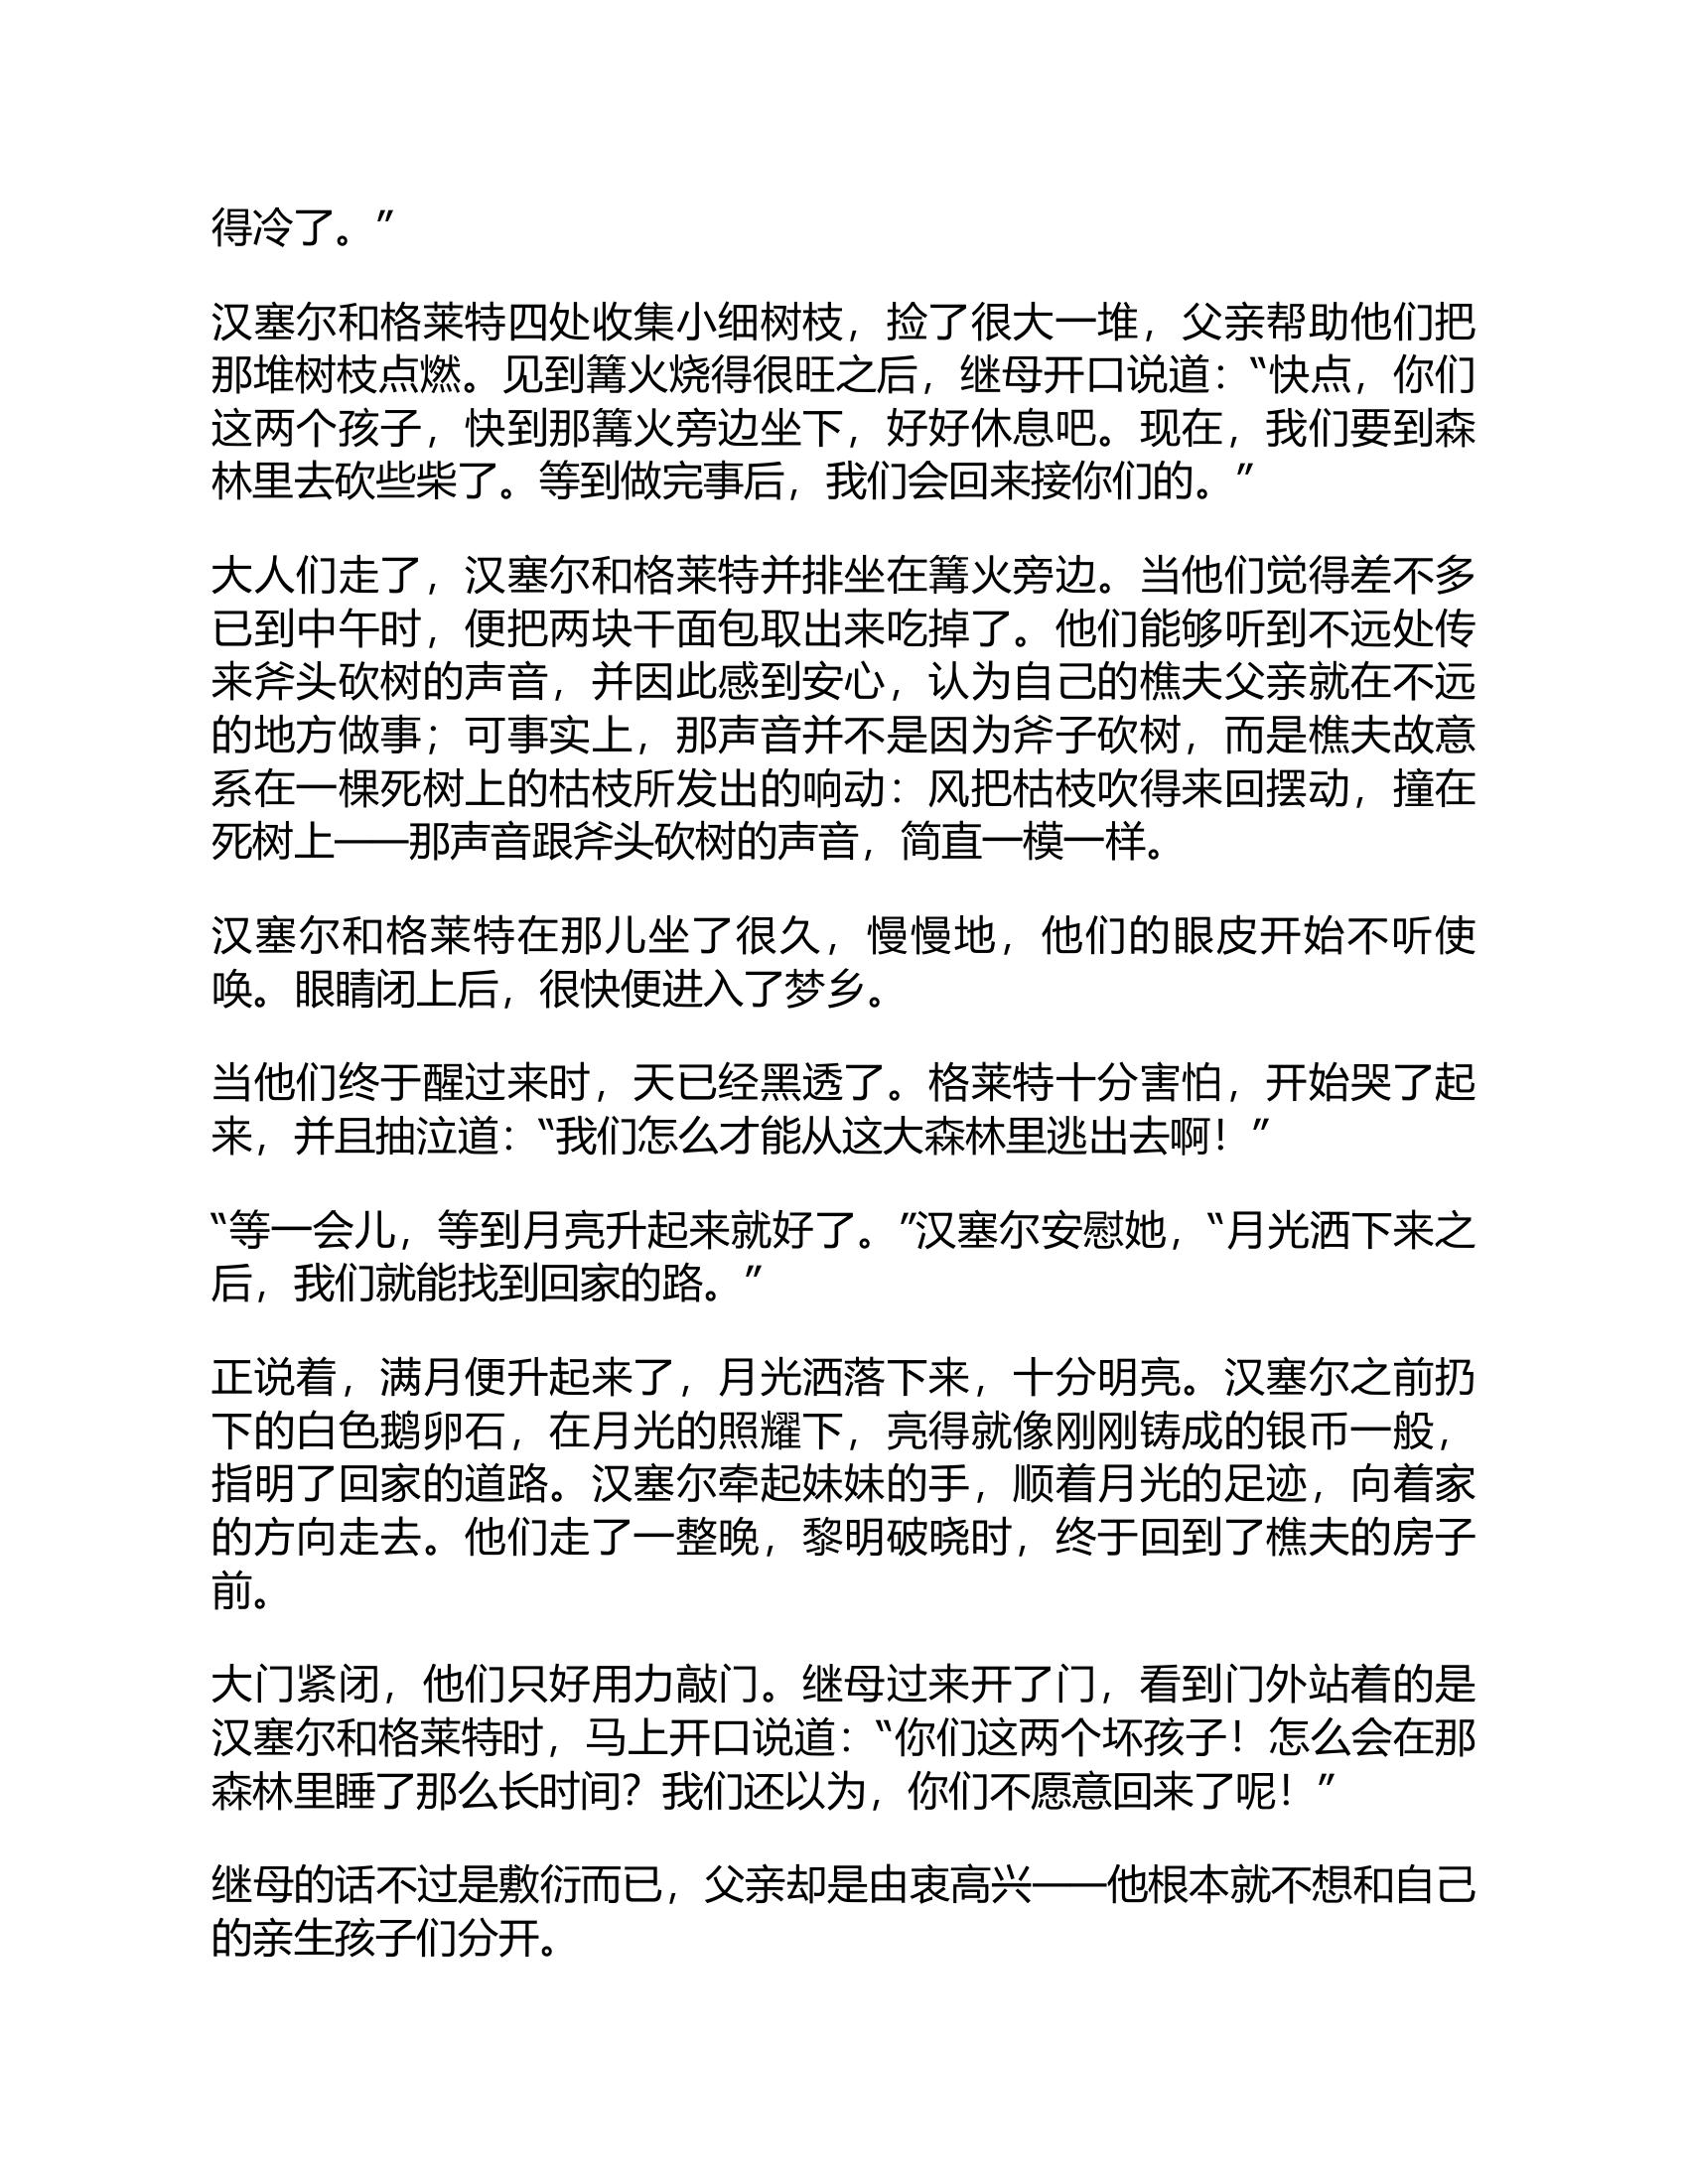 得冷了。”
汉塞尔和格莱特四处收集小细树枝，捡了很大一堆，父亲帮助他们把
那堆树枝点燃。见到篝火烧得很旺之后，继母开口说道：“快点，你们
这两个孩子，快到那篝火旁边坐下，好好休息吧。现在，我们要到森
林里去砍些柴了。等到做完事后，我们会回来接你们的。”
大人们走了，汉塞尔和格莱特并排坐在篝火旁边。当他们觉得差不多
已到中午时，便把两块干面包取出来吃掉了。他们能够听到不远处传
来斧头砍树的声音，并因此感到安心，认为自己的樵夫父亲就在不远
的地方做事；可事实上，那声音并不是因为斧子砍树，而是樵夫故意
系在一棵死树上的枯枝所发出的响动：风把枯枝吹得来回摆动，撞在
死树上——那声音跟斧头砍树的声音，简直一模一样。
汉塞尔和格莱特在那儿坐了很久，慢慢地，他们的眼皮开始不听使
唤。眼睛闭上后，很快便进入了梦乡。
当他们终于醒过来时，天已经黑透了。格莱特十分害怕，开始哭了起
来，并且抽泣道：“我们怎么才能从这大森林里逃出去啊！”
“等一会儿，等到月亮升起来就好了。”汉塞尔安慰她，“月光洒下来之
后，我们就能找到回家的路。”
正说着，满月便升起来了，月光洒落下来，十分明亮。汉塞尔之前扔
下的白色鹅卵石，在月光的照耀下，亮得就像刚刚铸成的银币一般，
指明了回家的道路。汉塞尔牵起妹妹的手，顺着月光的足迹，向着家
的方向走去。他们走了一整晚，黎明破晓时，终于回到了樵夫的房子
前。
大门紧闭，他们只好用力敲门。继母过来开了门，看到门外站着的是
汉塞尔和格莱特时，马上开口说道：“你们这两个坏孩子！怎么会在那
森林里睡了那么长时间？我们还以为，你们不愿意回来了呢！”
继母的话不过是敷衍而已，父亲却是由衷高兴——他根本就不想和自己
的亲生孩子们分开。